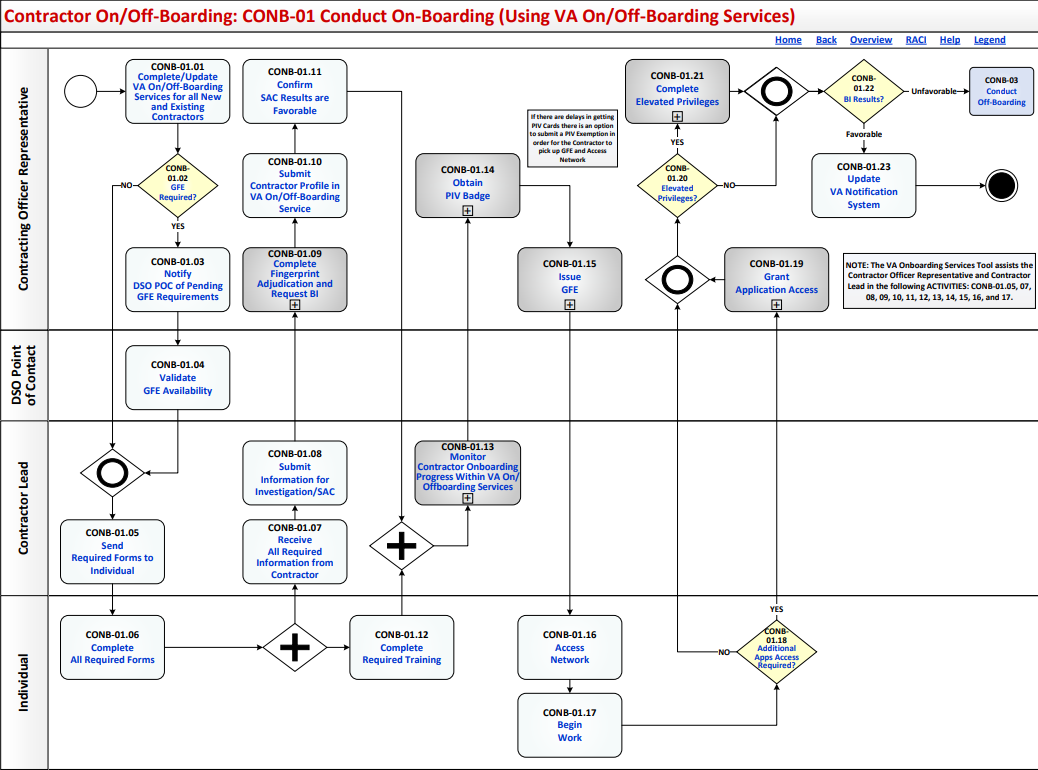 Contractor On/Off-Boarding: CONB-01 Conduct On-Boarding (Using VA On/Off-Boarding Services)
Home Back Overview RACI Help Legend
Contracting Officer Representative
CONB-01.01
Complete/Update
VA On/Off-Boarding
Services for all New
and Existing
Contractors
CONB-
01.02
GFE
Required?
NO
YES
CONB-01.03
Notify
DSO POC of Pending
GFE Requirements
CONB-01.11
Confirm
SAC Results are
Favorable
CONB-01.10
Submit
Contractor Profile in
VA On/Off-Boarding
Service
CONB-01.09
Complete
Fingerprint
Adjudication and
Request BI
CONB-01.14
Obtain
PIV Badge
If there are delays in getting
PIV Cards there is an option
to submit a PIV Exemption in
order for the Contractor to
pick up GFE and Access
Network
CONB-01.15
Issue
GFE
CONB-01.21
Complete
Elevated Privileges
YES
CONB-
01.20
Elevated
Privileges?
NO
CONB-01.19
Grant
Application Access
CONB-
01.22
BI Results?
Unfavorable
Favorable
CONB-03
Conduct
Off-Boarding
CONB-01.23
Update
VA Notification
System
NOTE: The VA Onboarding Services Tool assists the
Contractor Officer Representative and Contractor
Lead in the following ACTIVITIES: CONB-01.05, 07,
08, 09, 10, 11, 12, 13, 14, 15, 16, and 17.
DSO Point
of Contact
CONB-01.04
Validate
GFE Availability
Contractor Lead
CONB-01.05
Send
Required Forms to
Individual
CONB-01.08
Submit
Information for
Investigation/SAC
CONB-01.07
Receive
All Required
Information from
Contractor
CONB-01.13
Monitor
Contractor Onboarding
Progress Within VA On/
Offboarding Services
Individual
CONB-01.06
Complete
All Required Forms
CONB-01.12
Complete
Required Training
CONB-01.16
Access
Network
CONB-01.17
Begin
Work
YES
CONB-
01.18
Additional
Apps Access
Required?
NO